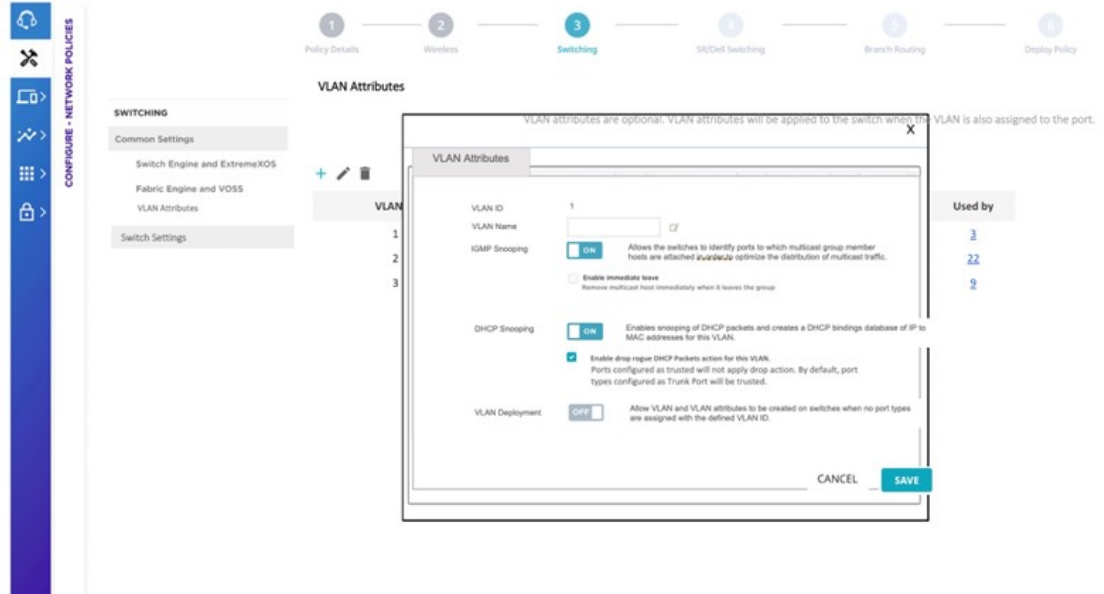 CONFIGURE - NETWORK POLICIES
1
2
3
4
5
6
Policy Details
Wireless
Switching
SR/Dell Switching
Branch Routing
Deploy Policy
VLAN Attributes
VLAN attributes are optional. VLAN attributes will be applied to the switch when the VLAN is also assigned to the port.
SWITCHING
Common Settings
Switch Engine and ExtremeXOS
Fabric Engine and VOSS
VLAN Attributes
Switch Settings
VLAN
Used by
1
3
2
22
3
9
X
VLAN Attributes
VLAN ID
1
VLAN Name
IGMP Snooping
ON
Allows the switches to identify ports to which multicast group member
hosts are attached in order to optimize the distribution of multicast traffic.
Enable immediate leave
Remove multicast host immediately when it leaves the group
DHCP Snooping
ON
Enables snooping of DHCP packets and creates a DHCP bindings database of IP to
MAC addresses for this VLAN.
Enable drop rogue DHCP Packets action for this VLAN.
Ports configured as trusted will not apply drop action. By default, port
types configured as Trunk Port will be trusted.
VLAN Deployment
OFF
Allow VLAN and VLAN attributes to be created on switches when no port types
are assigned with the defined VLAN ID.
CANCEL
SAVE